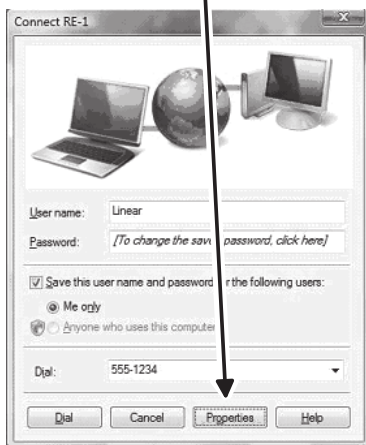 Connect RE-1
User name: Linear
Password: [To change the saved password, click here]
Save this user name and password for the following users:
Me only
Anyone who uses this computer
Dial: 555-1234
Dial Cancel Properties Help